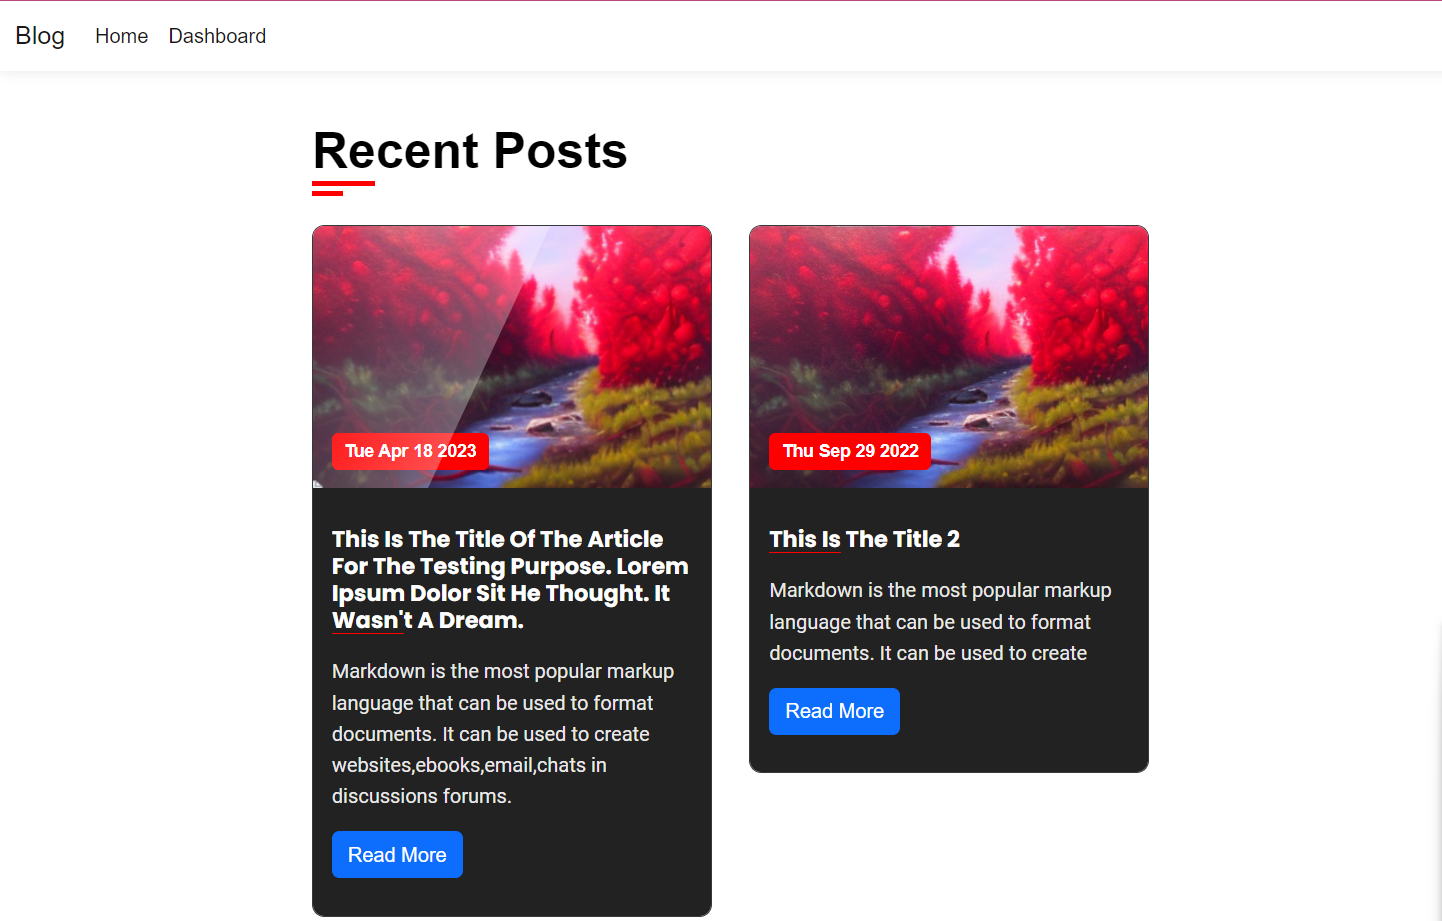 Blog Home Dashboard
Recent Posts
Tue Apr 18 2023
This Is The Title Of The Article
For The Testing Purpose. Lorem
Ipsum Dolor Sit He Thought. It
Wasn't A Dream.
Markdown is the most popular markup
language that can be used to format
documents. It can be used to create
websites,ebooks,email,chats in
discussions forums.
Read More
Thu Sep 29 2022
This Is The Title 2
Markdown is the most popular markup
language that can be used to format
documents. It can be used to create
Read More